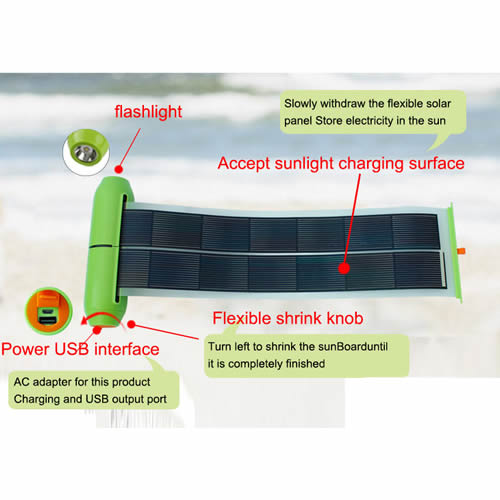 flashlight
Slowly withdraw the flexible solar
panel Store electricity in the sun
Accept sunlight charging surface
Flexible shrink knob
Power USB interface
Turn left to shrink the sunBoarduntil
it is completely finished
AC adapter for this product
Charging and USB output port